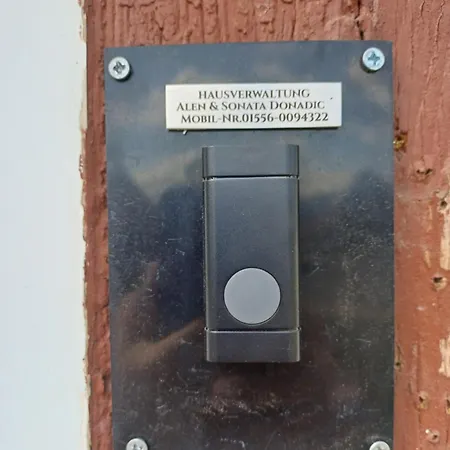 HAUSVERWALTUNG
ALEN & SONATA DONADIC
MOBIL-NR.01556-0094322